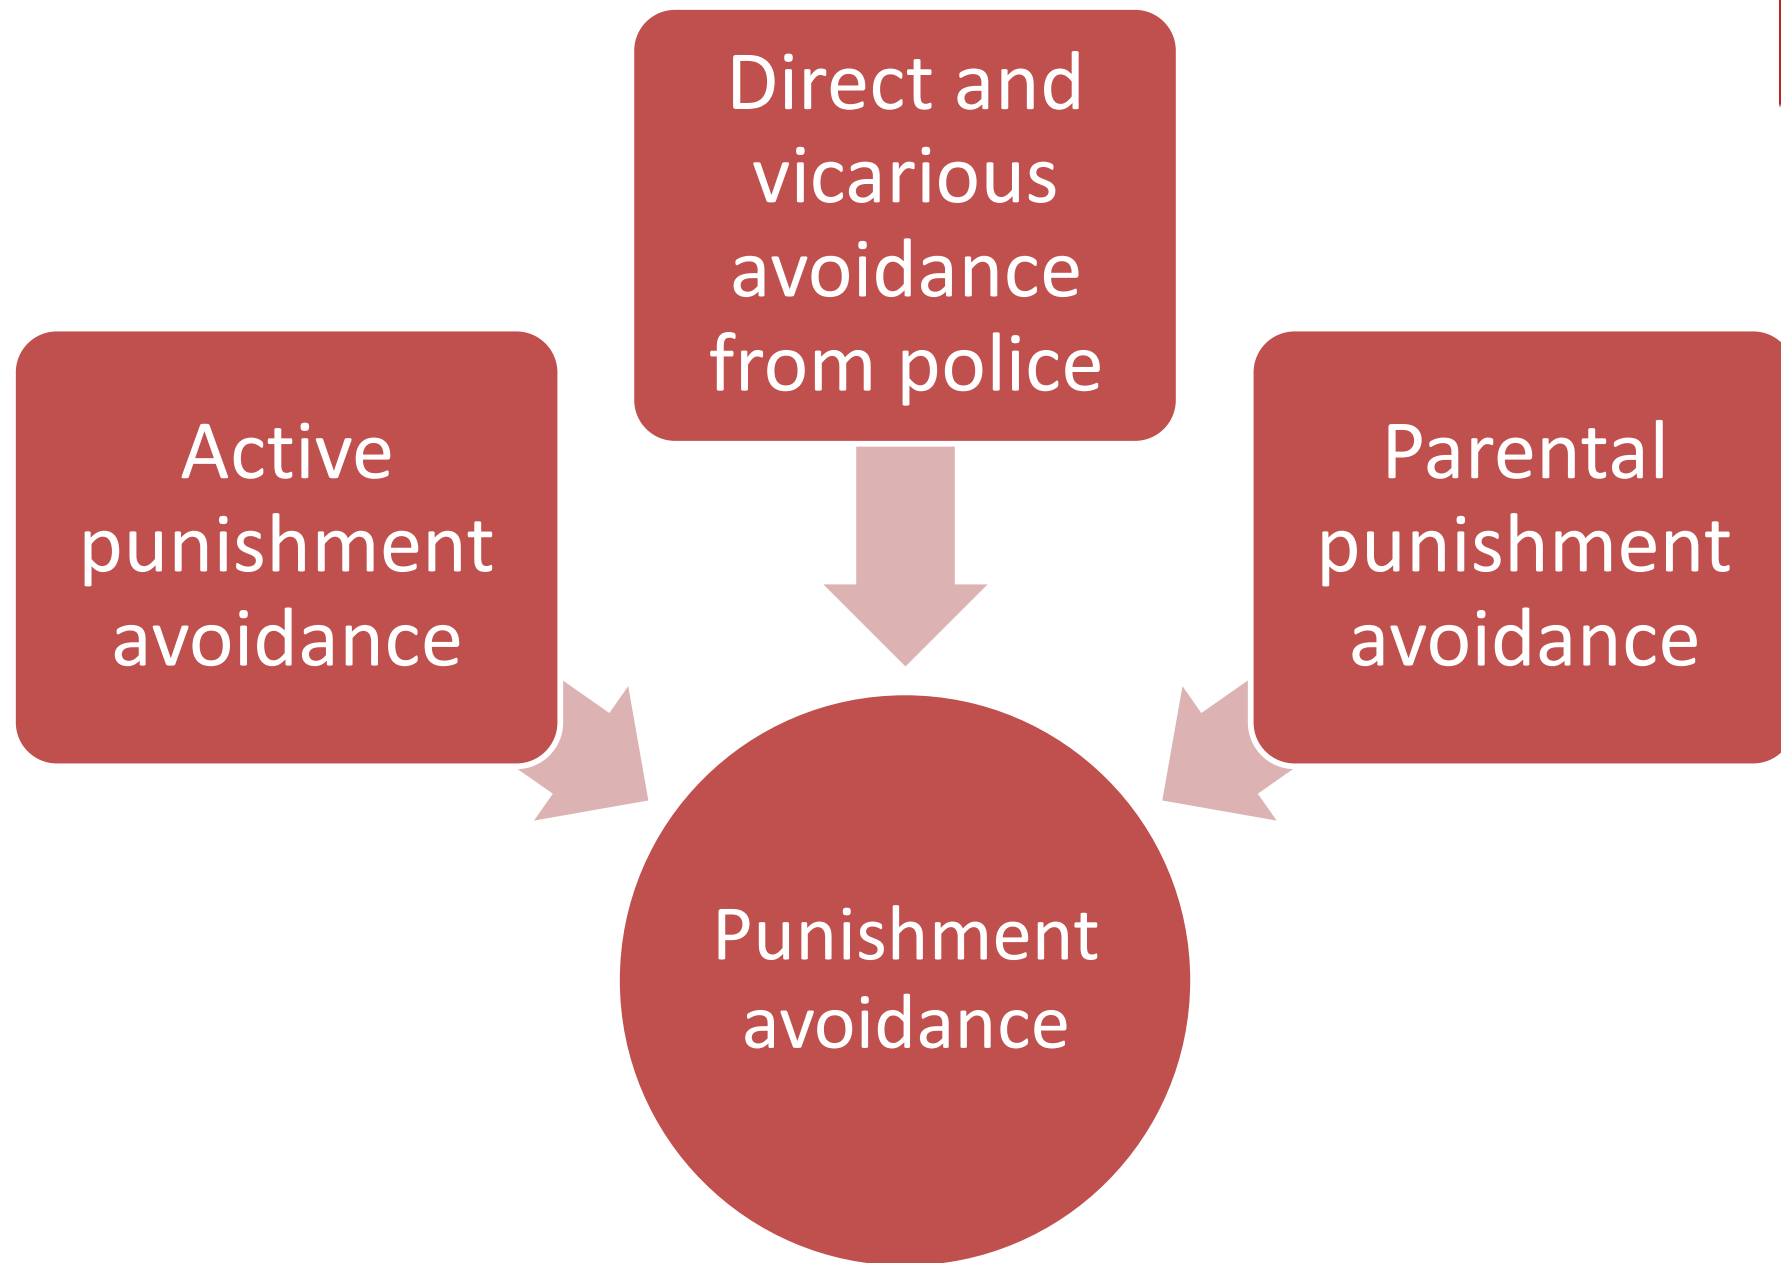 Direct and
vicarious
avoidance
from police
Active
punishment
avoidance
Parental
punishment
avoidance
Punishment
avoidance